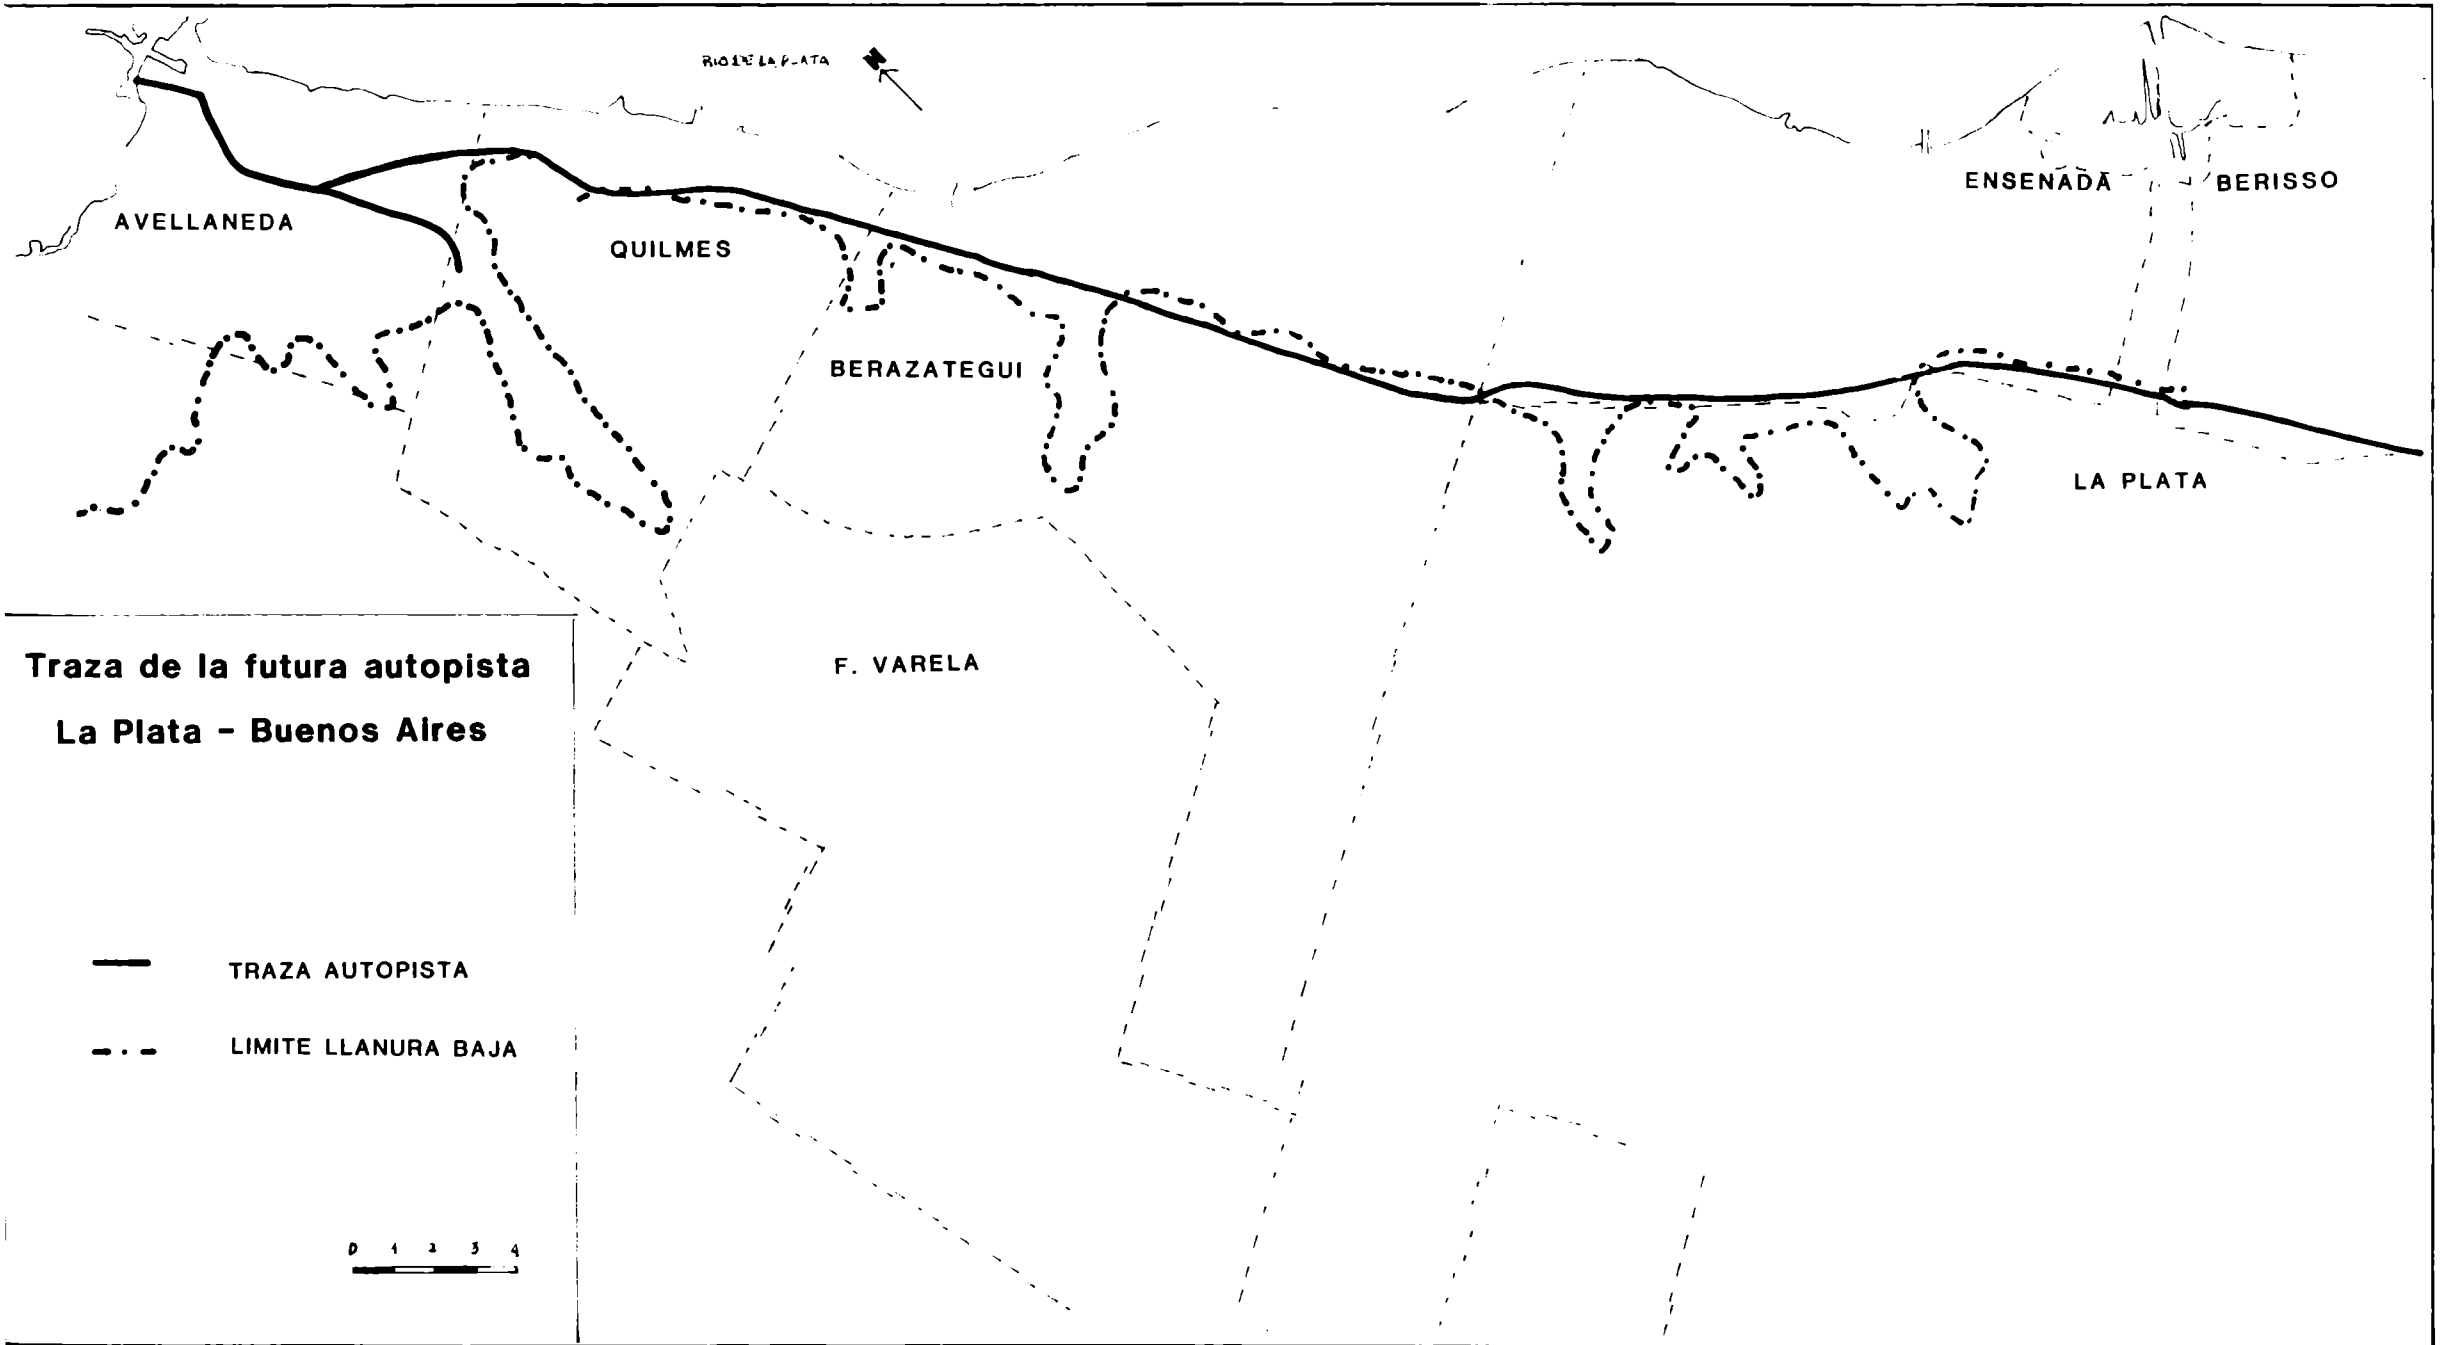 RIO DE LA PLATA
N
ENSENADA
BERISSO
AVELLANEDA
QUILMES
BERAZATEGUI
LA PLATA
F. VARELA
Traza de la futura autopista
La Plata - Buenos Aires
TRAZA AUTOPISTA
LIMITE LLANURA BAJA
0 1 2 3 4